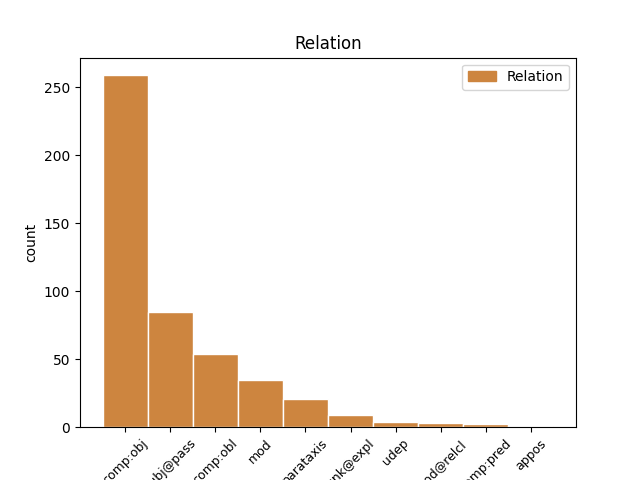 Relation
Relation
count
250
200
150
100
50
0
comp:obj
bj@pass
comp:obl
mod
parataxis
nk@expl
udep
od@relcl
mp:pred
appos